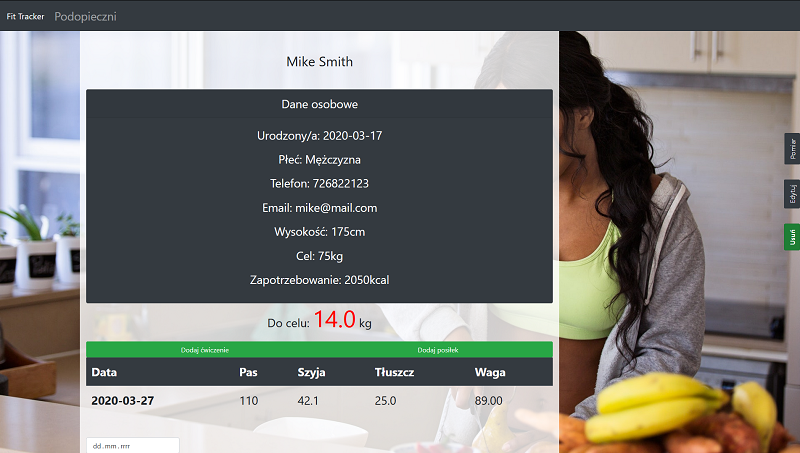 Fit Tracker Podopieczni
Mike Smith
Dane osobowe
Urodzony/a: 2020-03-17
Płeć: Mężczyzna
Telefon: 726822123
Email: mike@mail.com
Wysokość: 175cm
Cel: 75kg
Zapotrzebowanie: 2050kcal
Do celu: 14.0 kg
Dodaj ćwiczenie Dodaj posiłek
Data Pas Szyja Tłuszcz Waga
2020-03-27 110 42.1 25.0 89.00
dd.mm.rrrr
Pomiar
Edytuj
Usuń